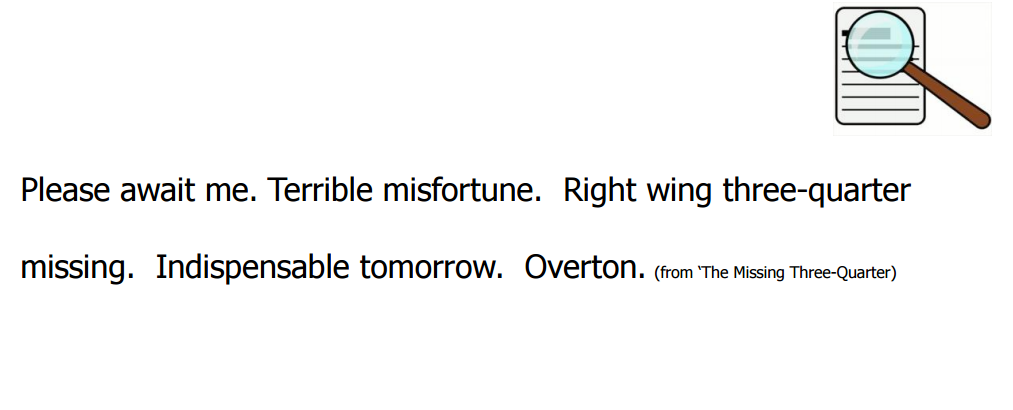 Please await me. Terrible misfortune.  Right wing three-quarter
missing.  Indispensable tomorrow.  Overton. (from ‘The Missing Three-Quarter)